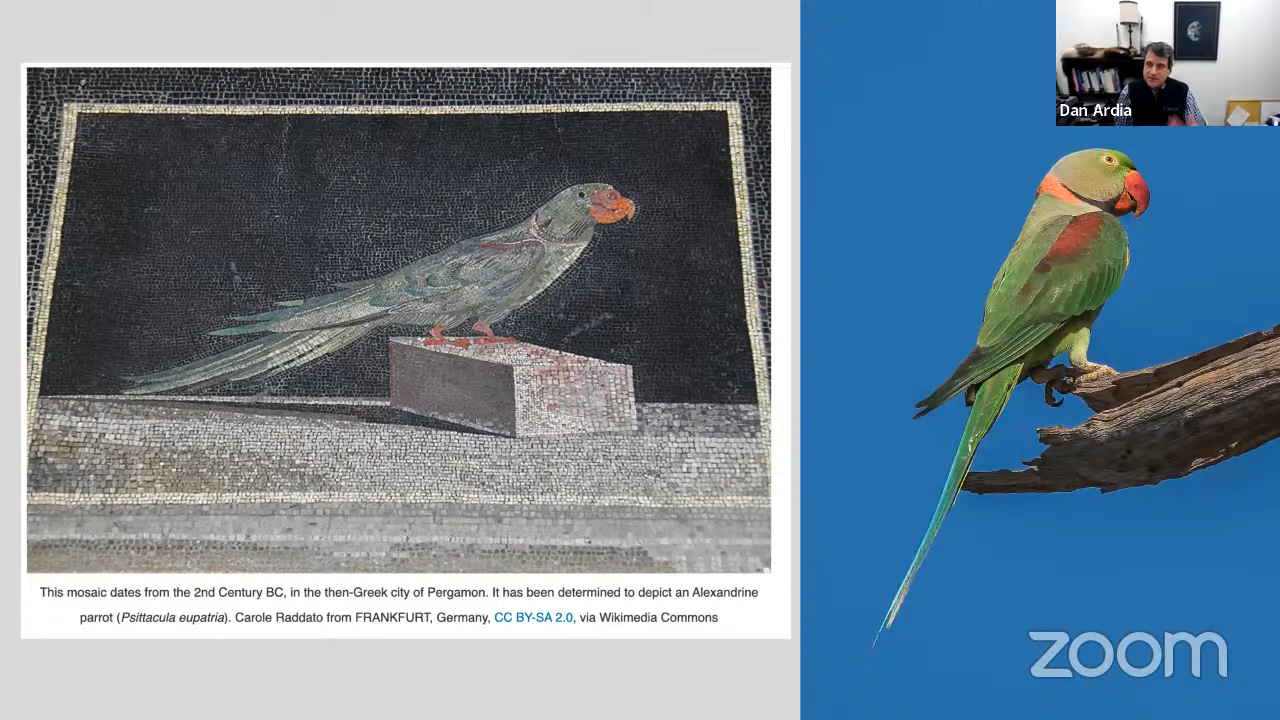 Dan Ardia
This mosaic dates from the 2nd Century BC, in the then-Greek city of Pergamon. It has been determined to depict an Alexandrine
parrot (Psittacula eupatria). Carole Raddato from FRANKFURT, Germany, CC BY-SA 2.0, via Wikimedia Commons
zoom